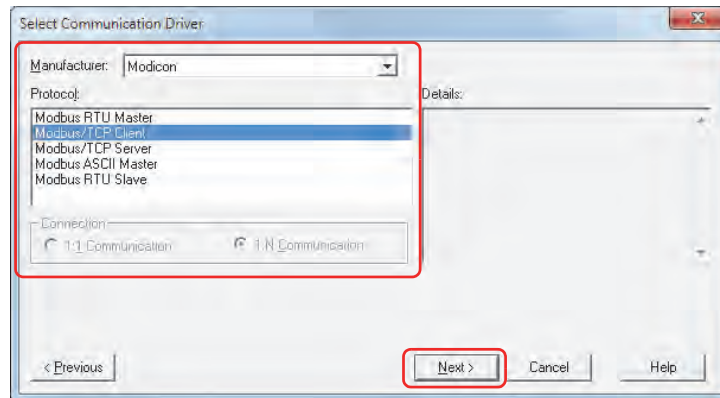 Select Communication Driver
Manufacturer: Modicon
Protocol: Details:
Modbus RTU Master
Modbus/TCP Client
Modbus/TCP Server
Modbus ASCII Master
Modbus RTU Slave
Connection
1:1 Communication 1:N Communication
< Previous Next > Cancel Help